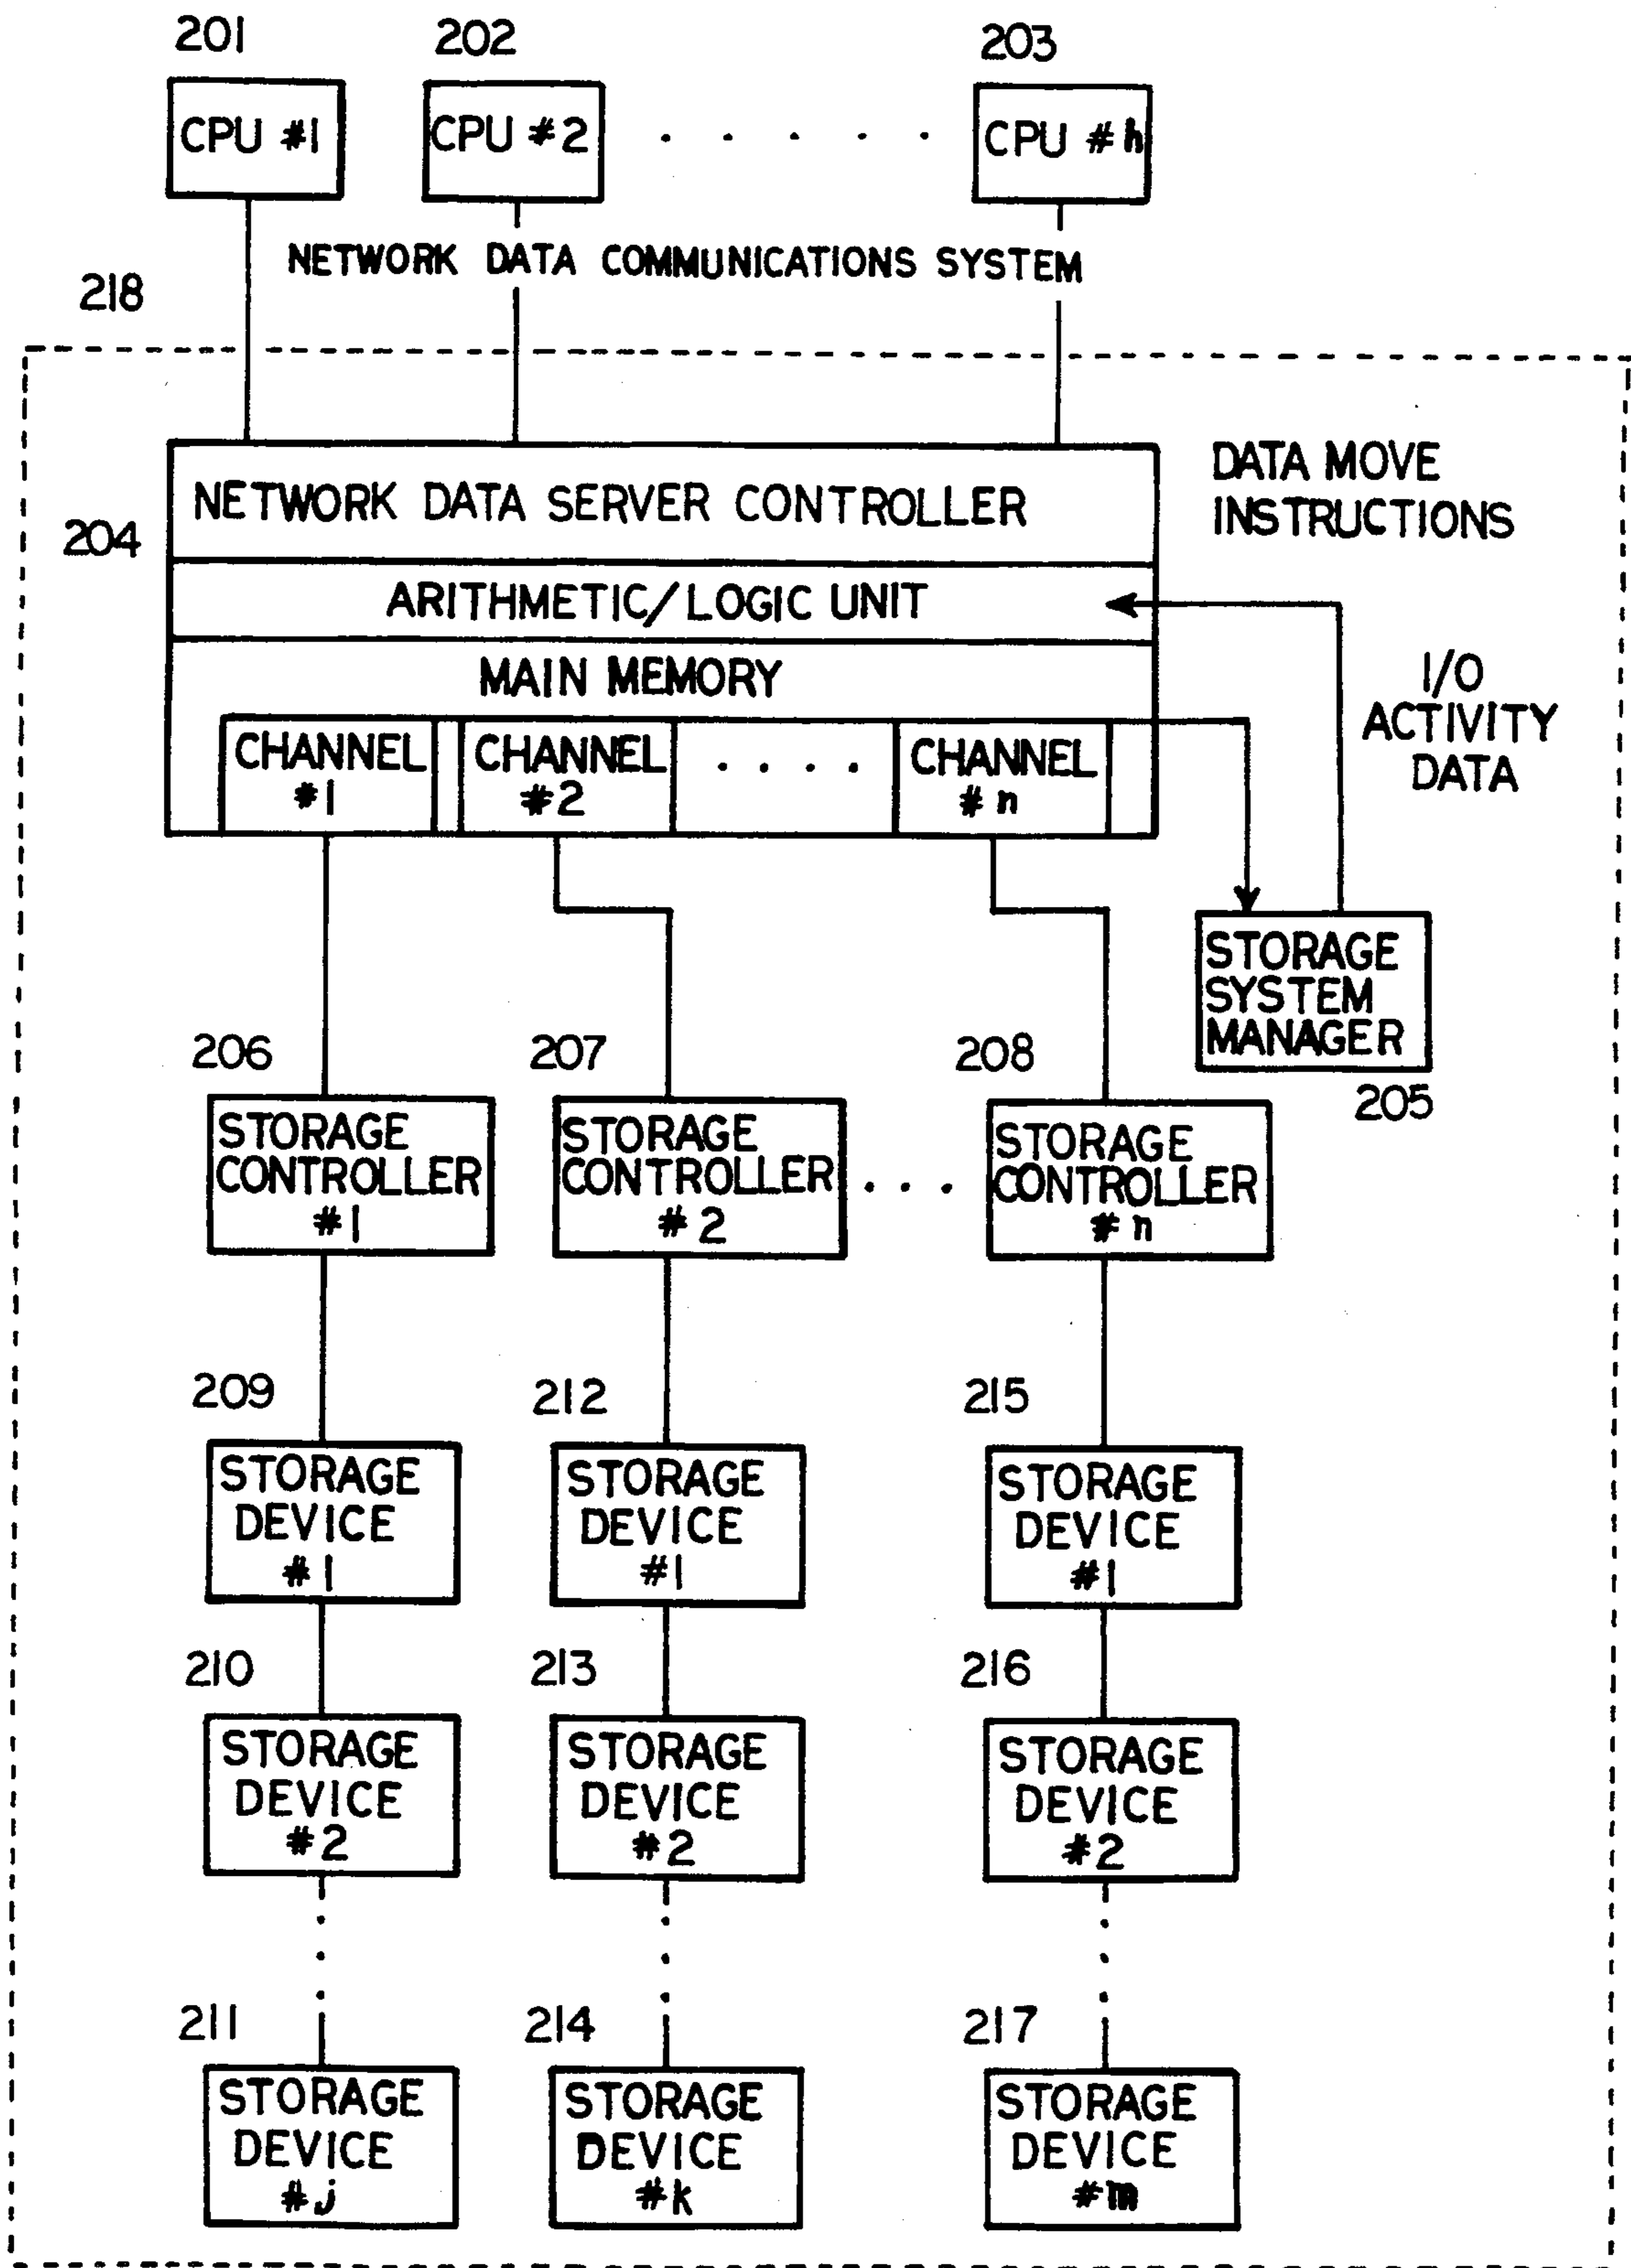 201
202
203
CPU #1
CPU #2
. . . . .
CPU #h
NETWORK DATA COMMUNICATIONS SYSTEM
218
DATA MOVE
INSTRUCTIONS
NETWORK DATA SERVER CONTROLLER
204
ARITHMETIC/LOGIC UNIT
MAIN MEMORY
I/O
ACTIVITY
DATA
CHANNEL
#1
CHANNEL
#2
. . . .
CHANNEL
#n
STORAGE
SYSTEM
MANAGER
205
206
207
208
STORAGE
CONTROLLER
#1
STORAGE
CONTROLLER
#2
. . .
STORAGE
CONTROLLER
#n
209
212
215
STORAGE
DEVICE
#1
STORAGE
DEVICE
#1
STORAGE
DEVICE
#1
210
213
216
STORAGE
DEVICE
#2
STORAGE
DEVICE
#2
STORAGE
DEVICE
#2
211
214
217
STORAGE
DEVICE
#j
STORAGE
DEVICE
#k
STORAGE
DEVICE
#m